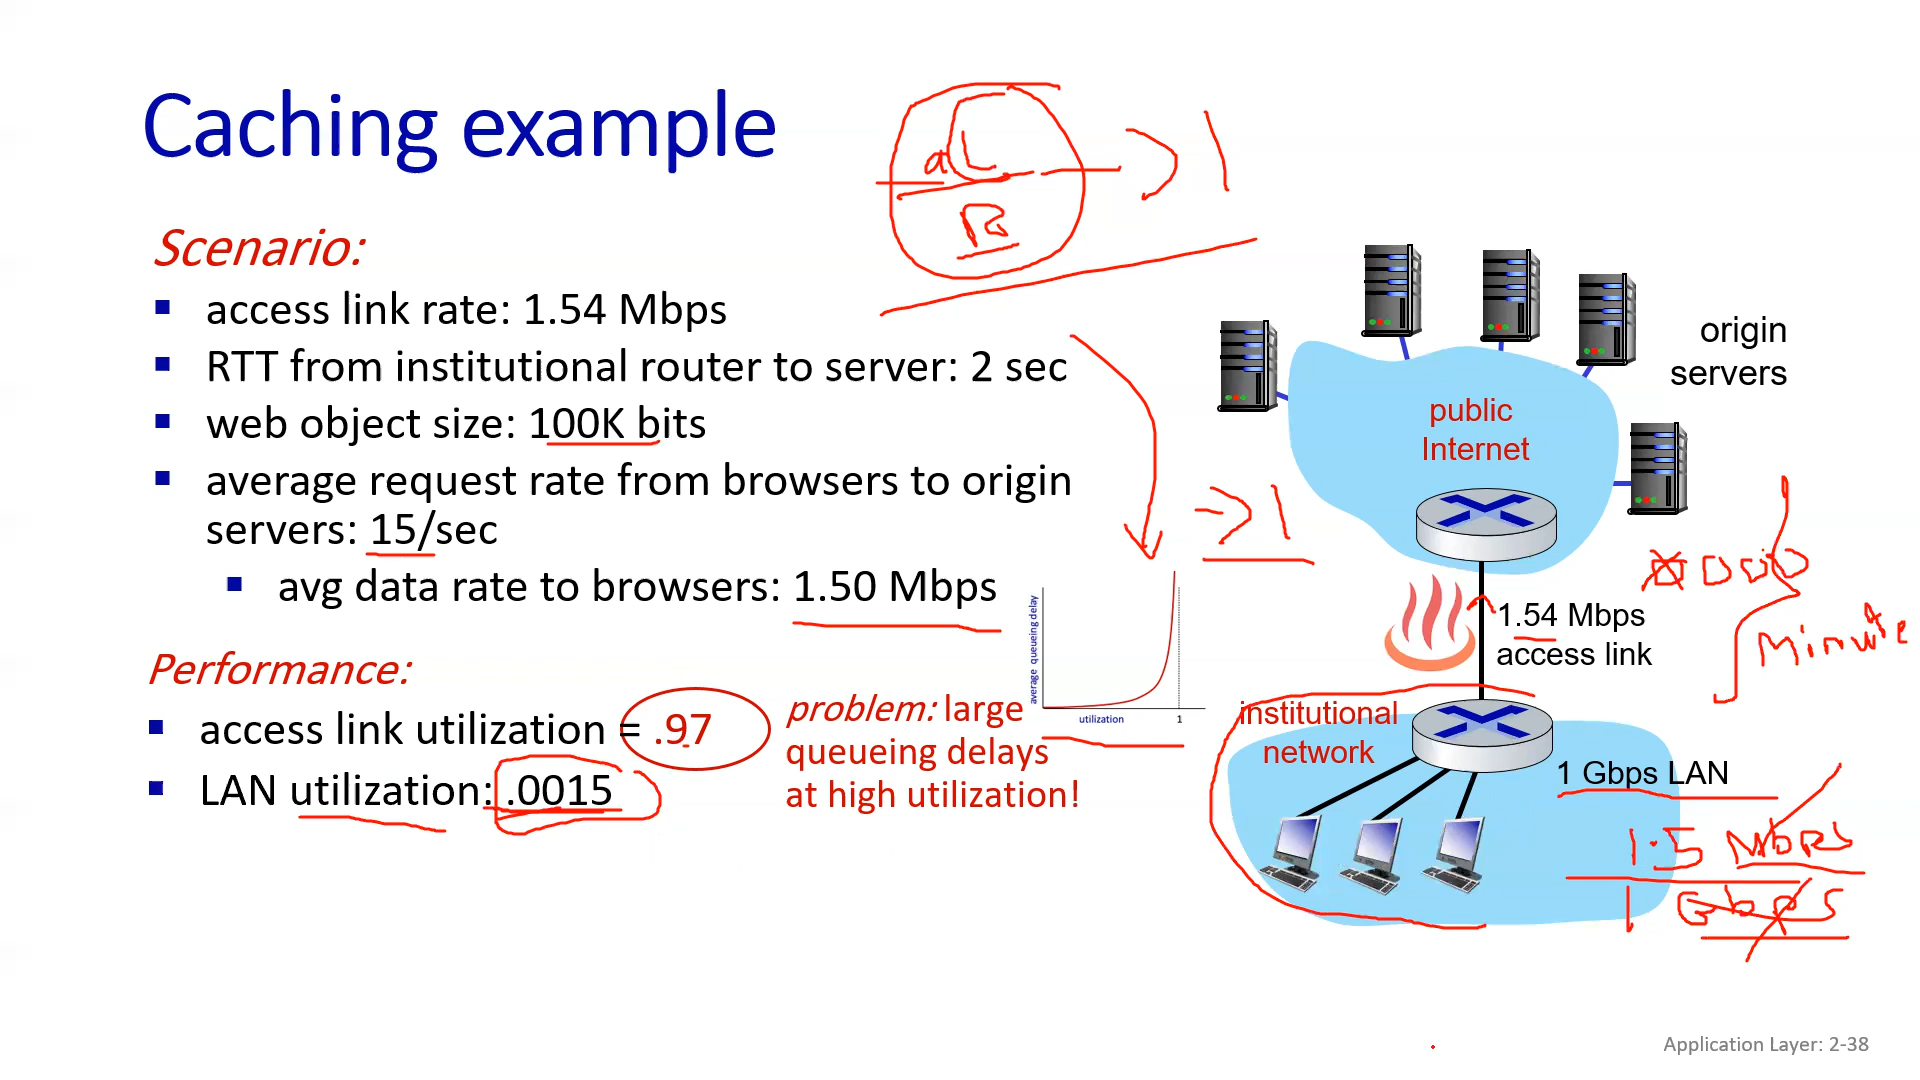 Caching example
aL
R
→ 1
Scenario:
▪ access link rate: 1.54 Mbps
▪ RTT from institutional router to server: 2 sec
▪ web object size: 100K bits
▪ average request rate from browsers to origin
servers: 15/sec
▪ avg data rate to browsers: 1.50 Mbps
Performance:
▪ access link utilization = .97
▪ LAN utilization: .0015
problem: large
queueing delays
at high utilization!
average queueing delay
utilization
1
→ 1
origin
servers
public
Internet
1.54 Mbps
access link
Minute
institutional
network
1 Gbps LAN
1.5 Mbps
1 Gbps
Application Layer: 2-38